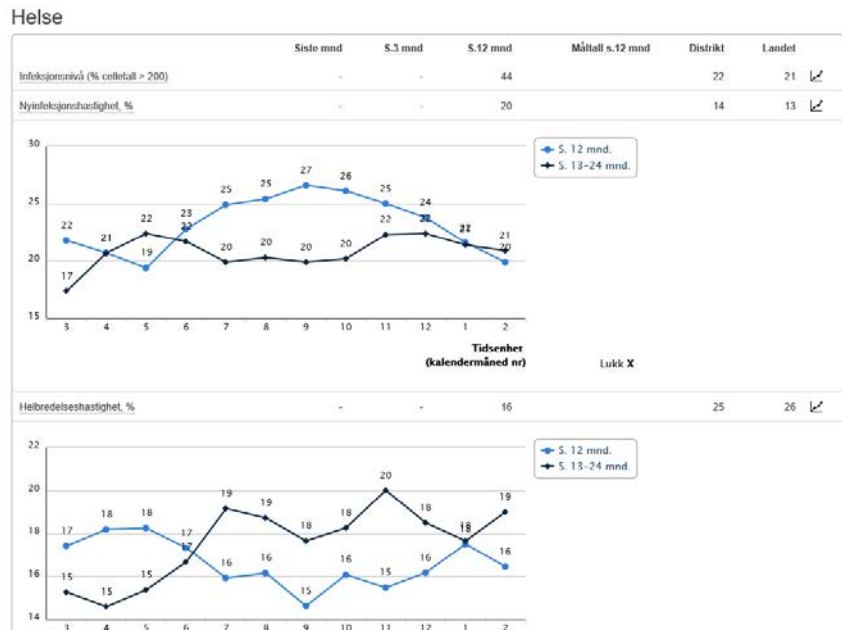 Helse
Siste mnd S.3 mnd S.12 mnd Måltall s.12 mnd Distrikt Landet
Infeksjonsnivå (% celletall > 200) - - 44 22 21
Nyinfeksjonshastighet, % - - 20 14 13
30
25
20
15
22 21 19 23 25 25 27 26 25 24 22 20
17 22 22 20 20 20 20 22 22 21 21
3 4 5 6 7 8 9 10 11 12 1 2
S. 12 mnd.
S. 13-24 mnd.
Tidsenhet
(kalendermåned nr)
Lukk X
Helbredelseshastighet, % - - 16 25 26
22
20
18
16
14
17 18 18 17 16 16 15 16 15 16 18 16
15 15 15 17 19 19 18 18 20 18 18 19
3 4 5 6 7 8 9 10 11 12 1 2
S. 12 mnd.
S. 13-24 mnd.